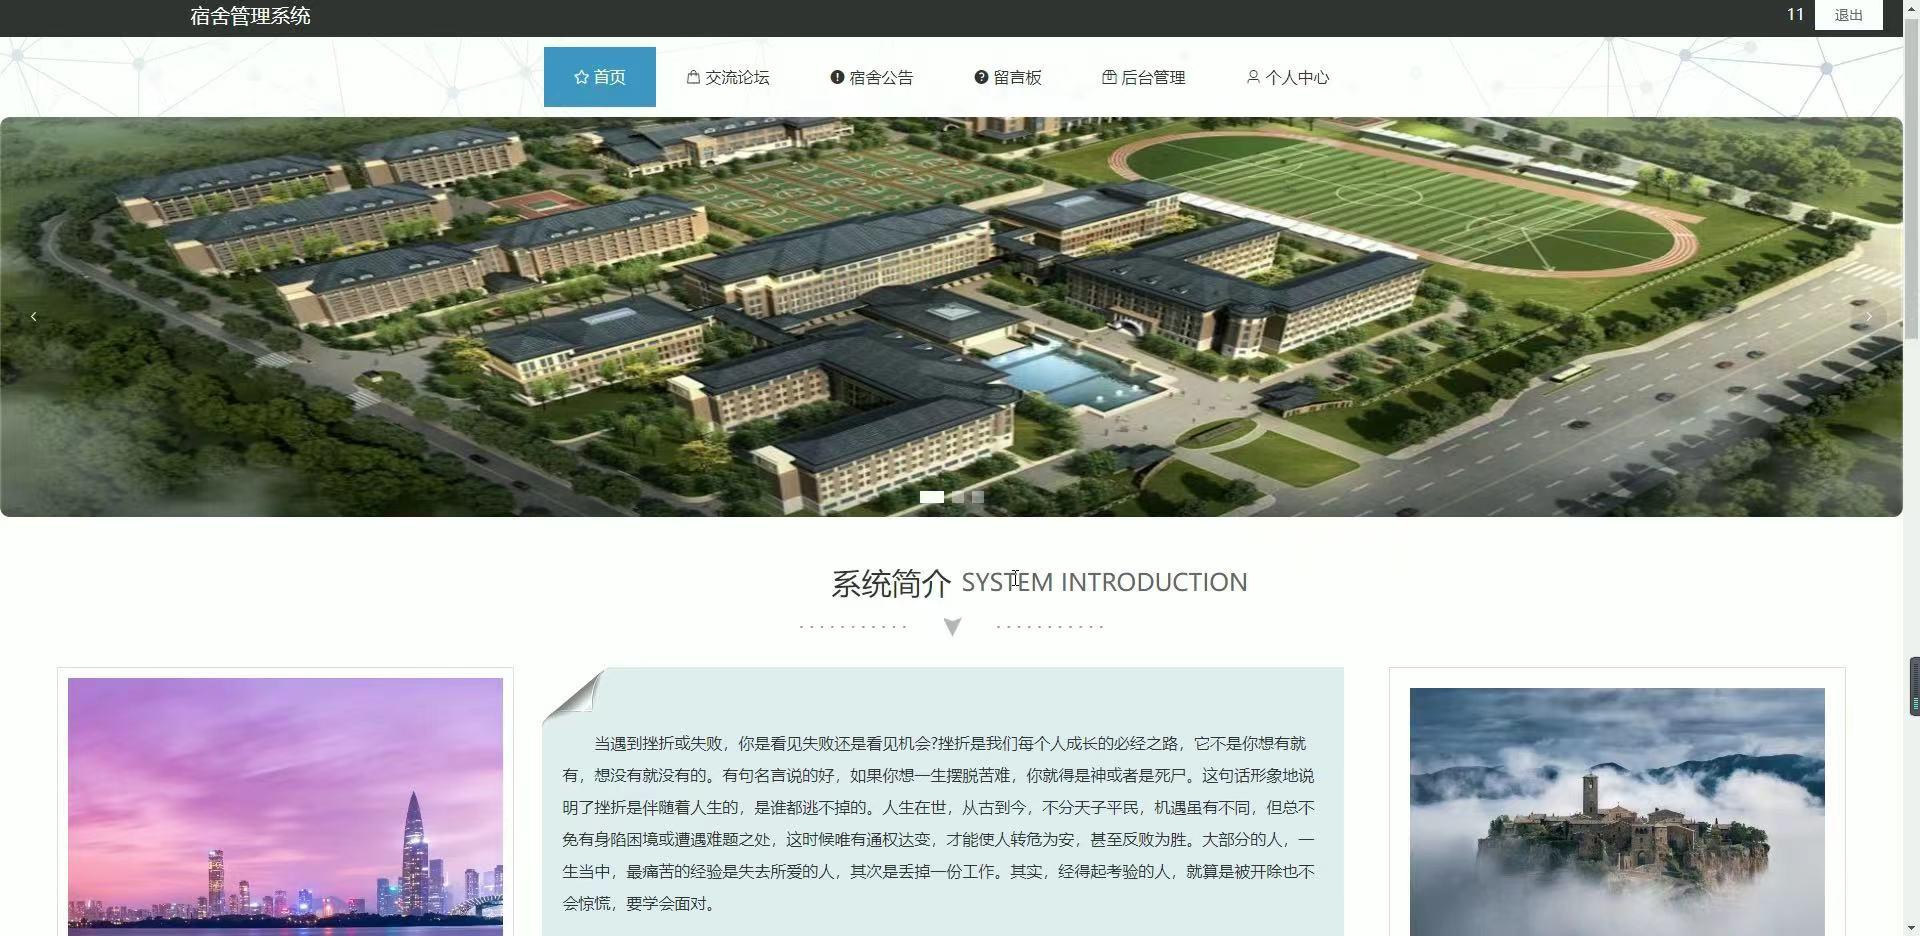 宿舍管理系统
11
退出
首页
交流论坛
宿舍公告
留言板
后台管理
个人中心
系统简介 SYSTEM INTRODUCTION
当遇到挫折或失败，你是看见失败还是看见机会?挫折是我们每个人成长的必经之路，它不是你想有就
有，想没有就没有的。有句名言说的好，如果你想一生摆脱苦难，你就得是神或者是死尸。这句话形象地说
明了挫折是伴随着人生的，是谁都逃不掉的。人生在世，从古到今，不分天子平民，机遇虽有不同，但总不
免有身陷困境或遭遇难题之处，这时候唯有通权达变，才能使人转危为安，甚至反败为胜。大部分的人，一
生当中，最痛苦的经验是失去所爱的人，其次是丢掉一份工作。其实，经得起考验的人，就算是被开除也不
会惊慌，要学会面对。